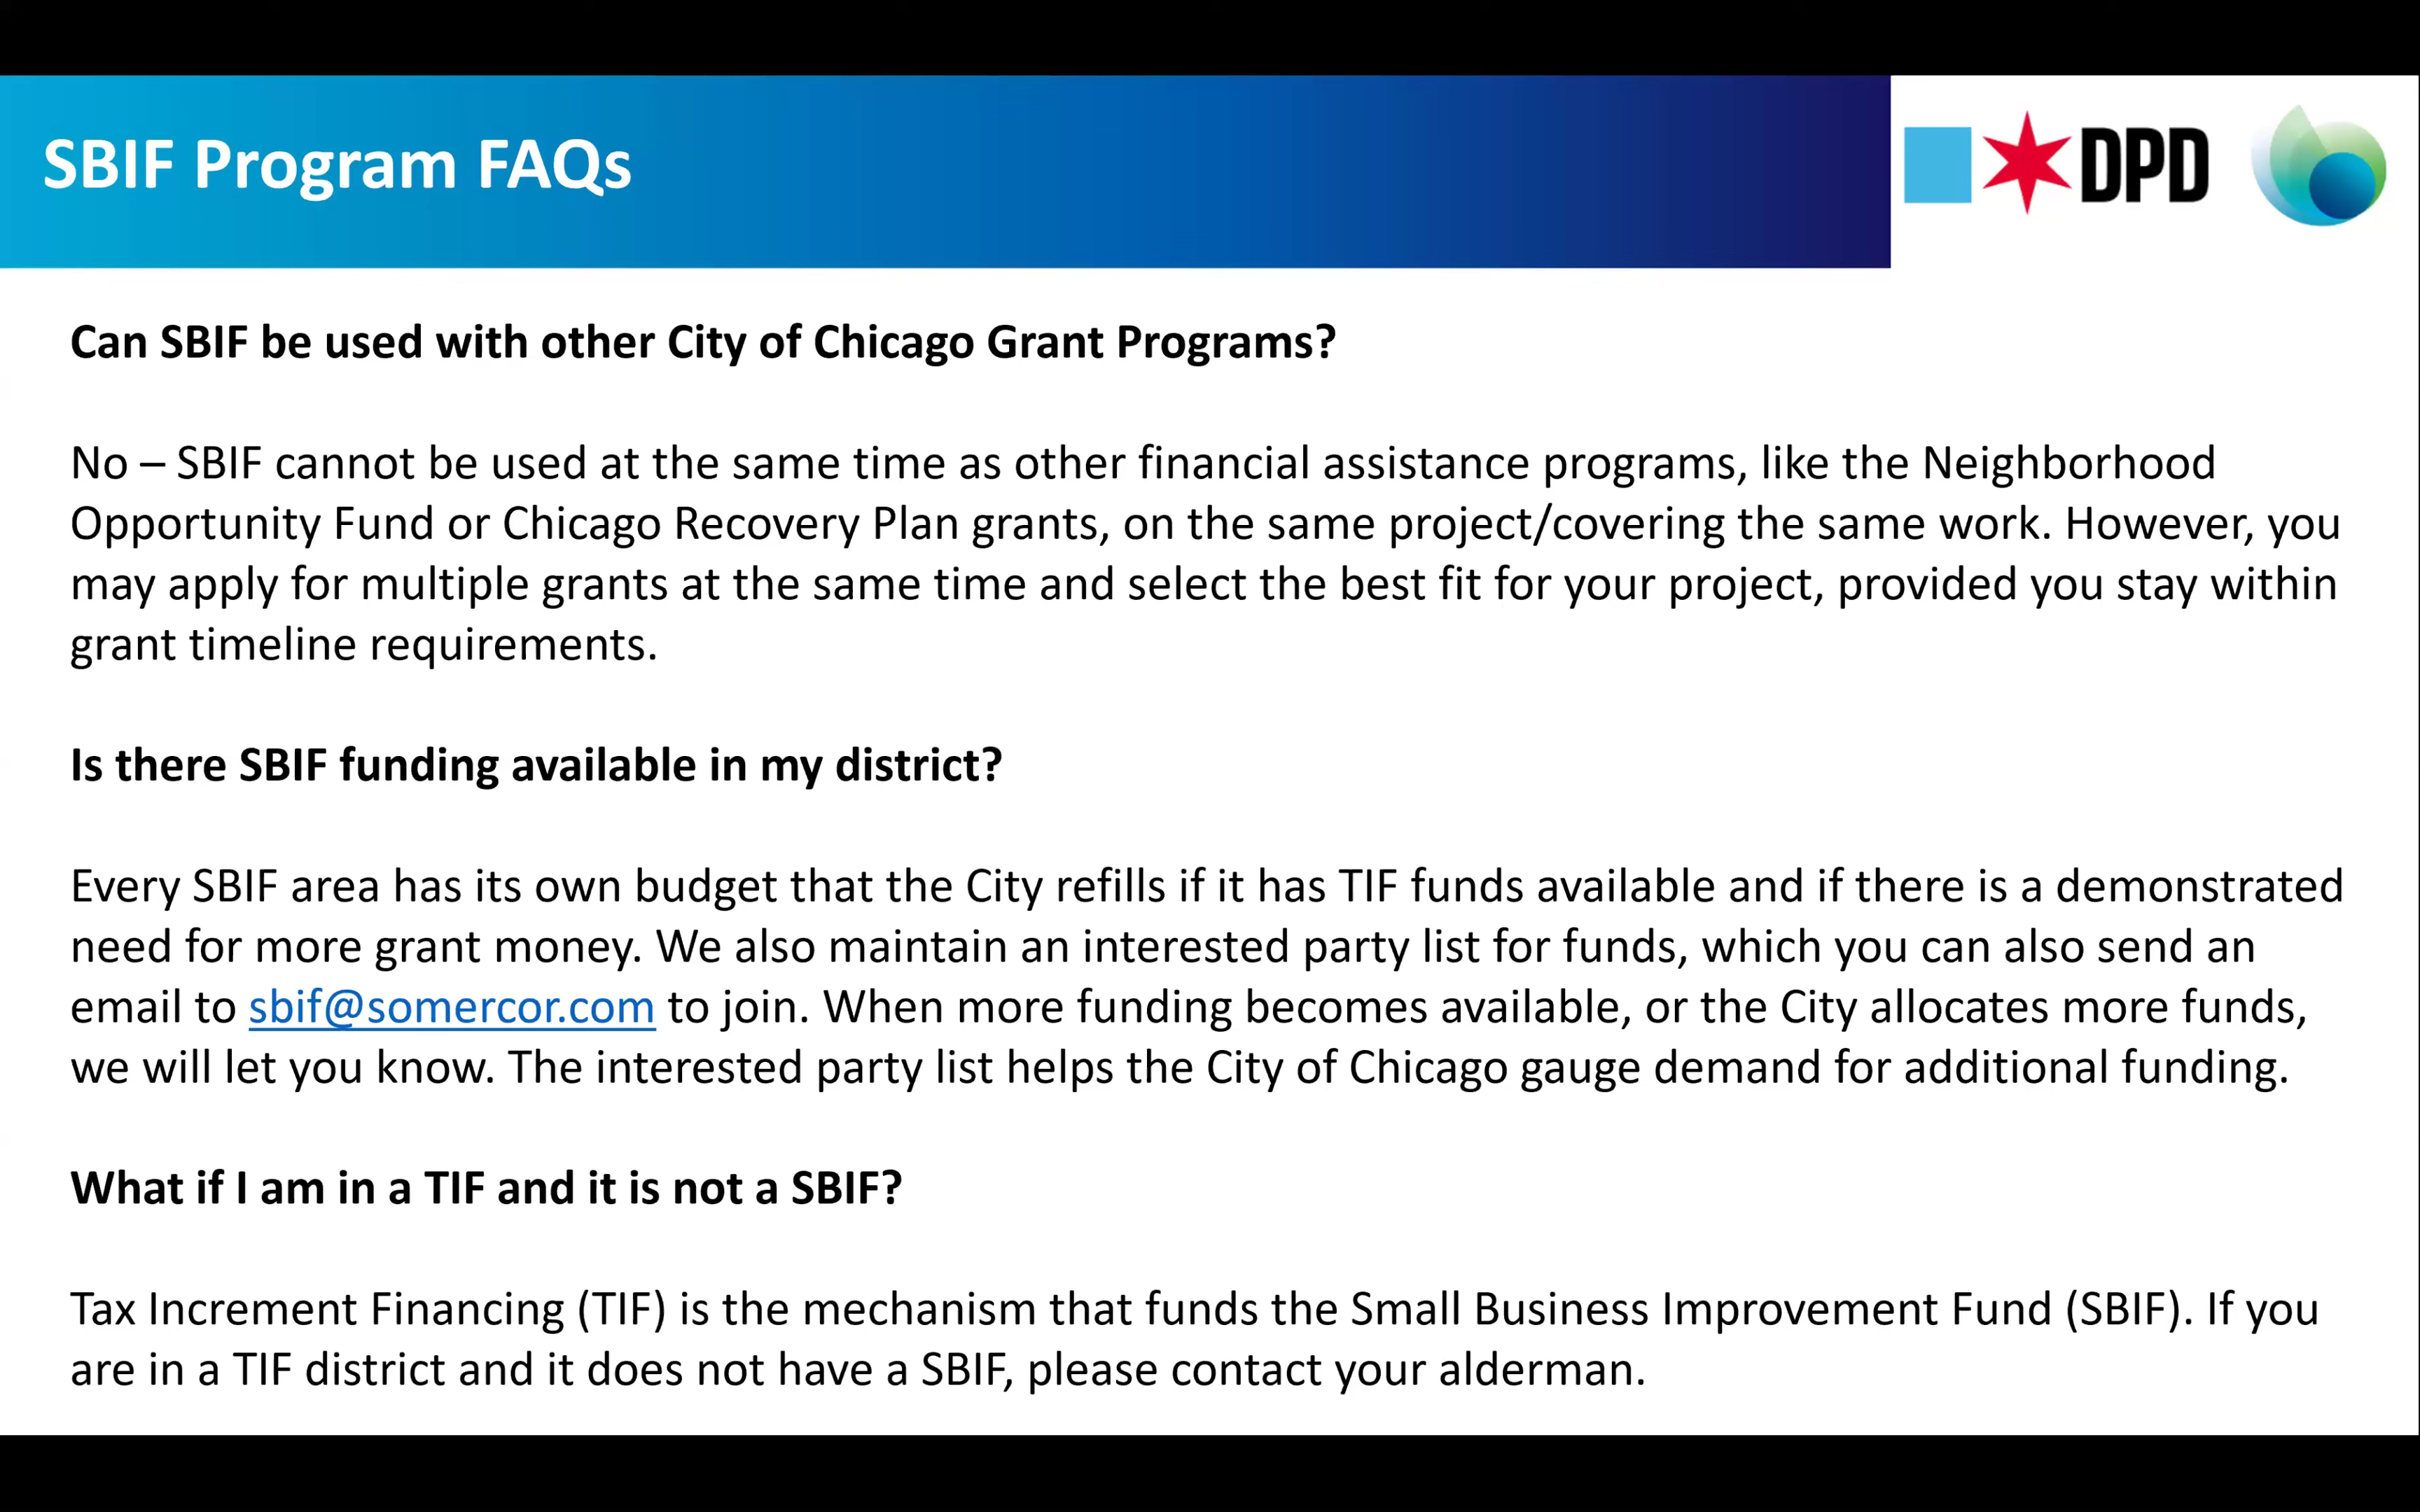 SBIF Program FAQs
DPD
Can SBIF be used with other City of Chicago Grant Programs?
No – SBIF cannot be used at the same time as other financial assistance programs, like the Neighborhood
Opportunity Fund or Chicago Recovery Plan grants, on the same project/covering the same work. However, you
may apply for multiple grants at the same time and select the best fit for your project, provided you stay within
grant timeline requirements.
Is there SBIF funding available in my district?
Every SBIF area has its own budget that the City refills if it has TIF funds available and if there is a demonstrated
need for more grant money. We also maintain an interested party list for funds, which you can also send an
email to sbif@somercor.com to join. When more funding becomes available, or the City allocates more funds,
we will let you know. The interested party list helps the City of Chicago gauge demand for additional funding.
What if I am in a TIF and it is not a SBIF?
Tax Increment Financing (TIF) is the mechanism that funds the Small Business Improvement Fund (SBIF). If you
are in a TIF district and it does not have a SBIF, please contact your alderman.